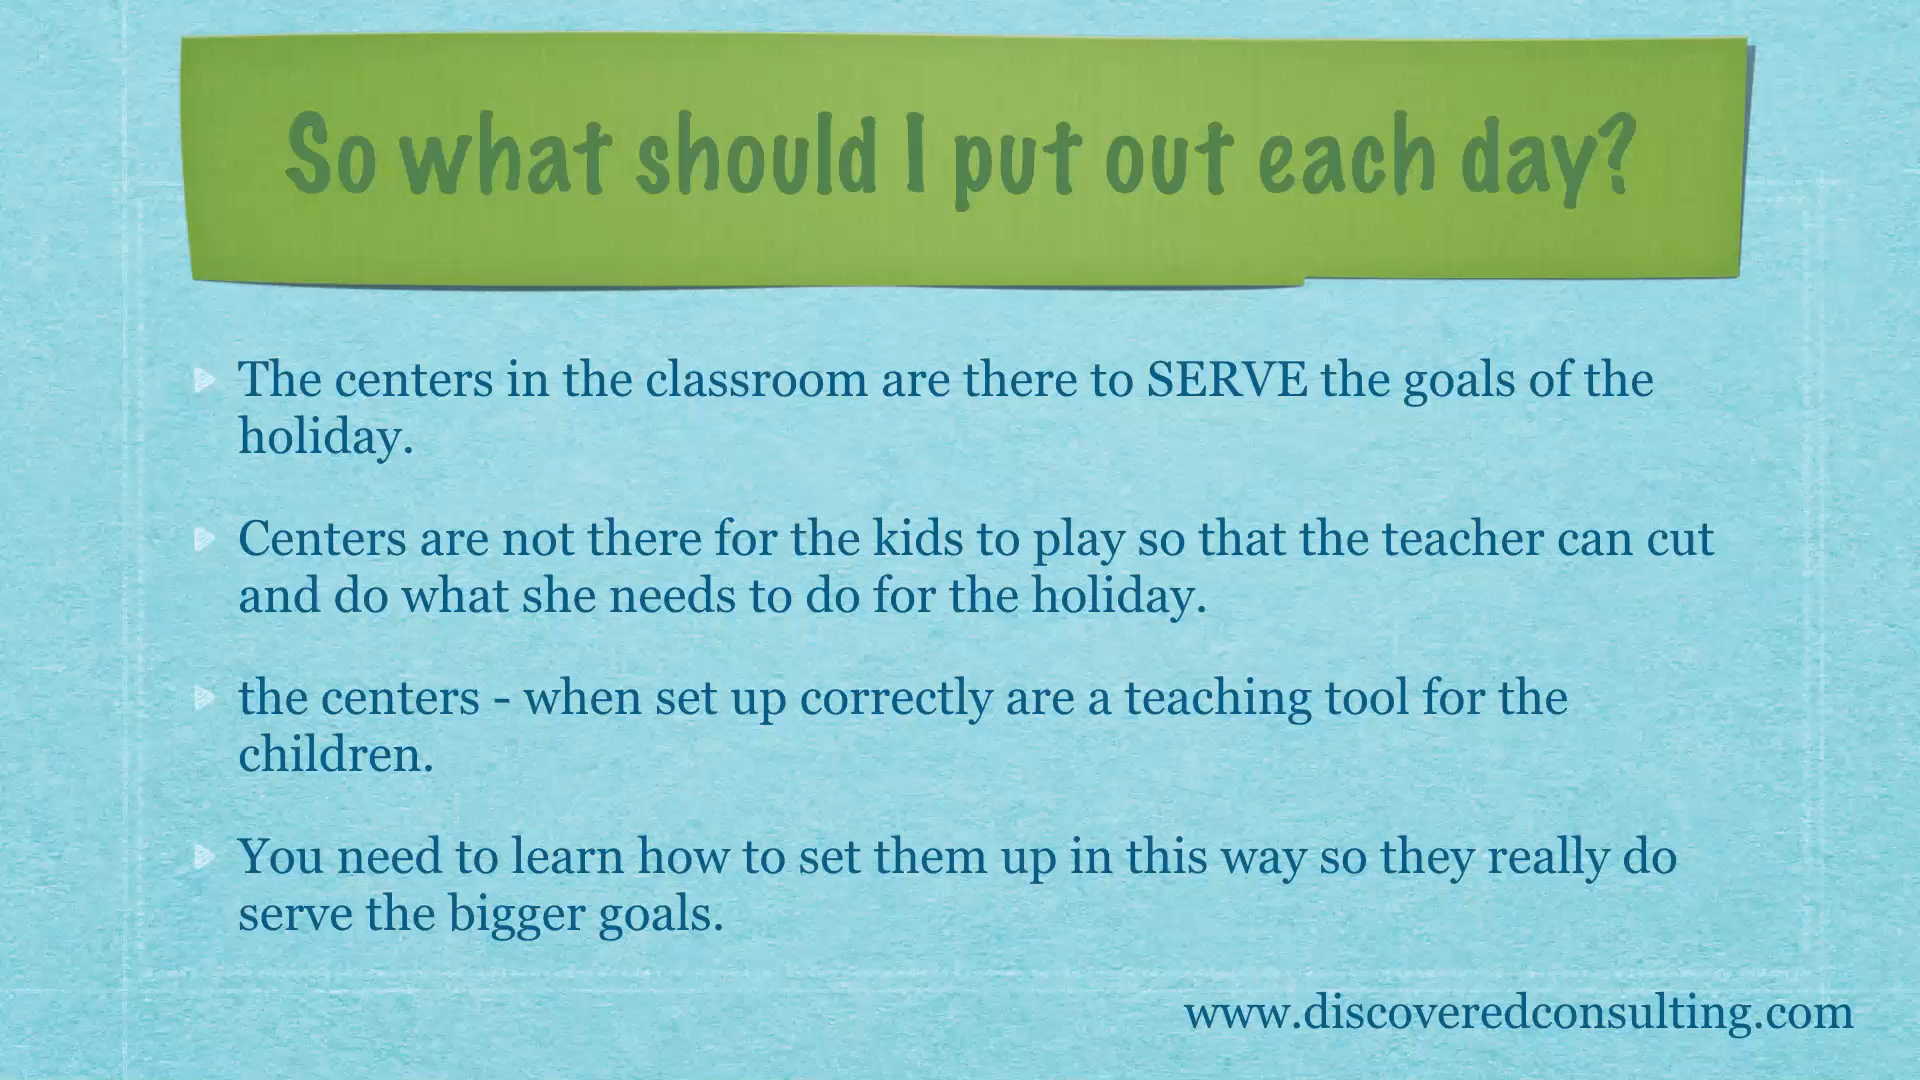 So what should I put out each day?
The centers in the classroom are there to SERVE the goals of the
holiday.
Centers are not there for the kids to play so that the teacher can cut
and do what she needs to do for the holiday.
the centers - when set up correctly are a teaching tool for the
children.
You need to learn how to set them up in this way so they really do
serve the bigger goals.
www.discoveredconsulting.com